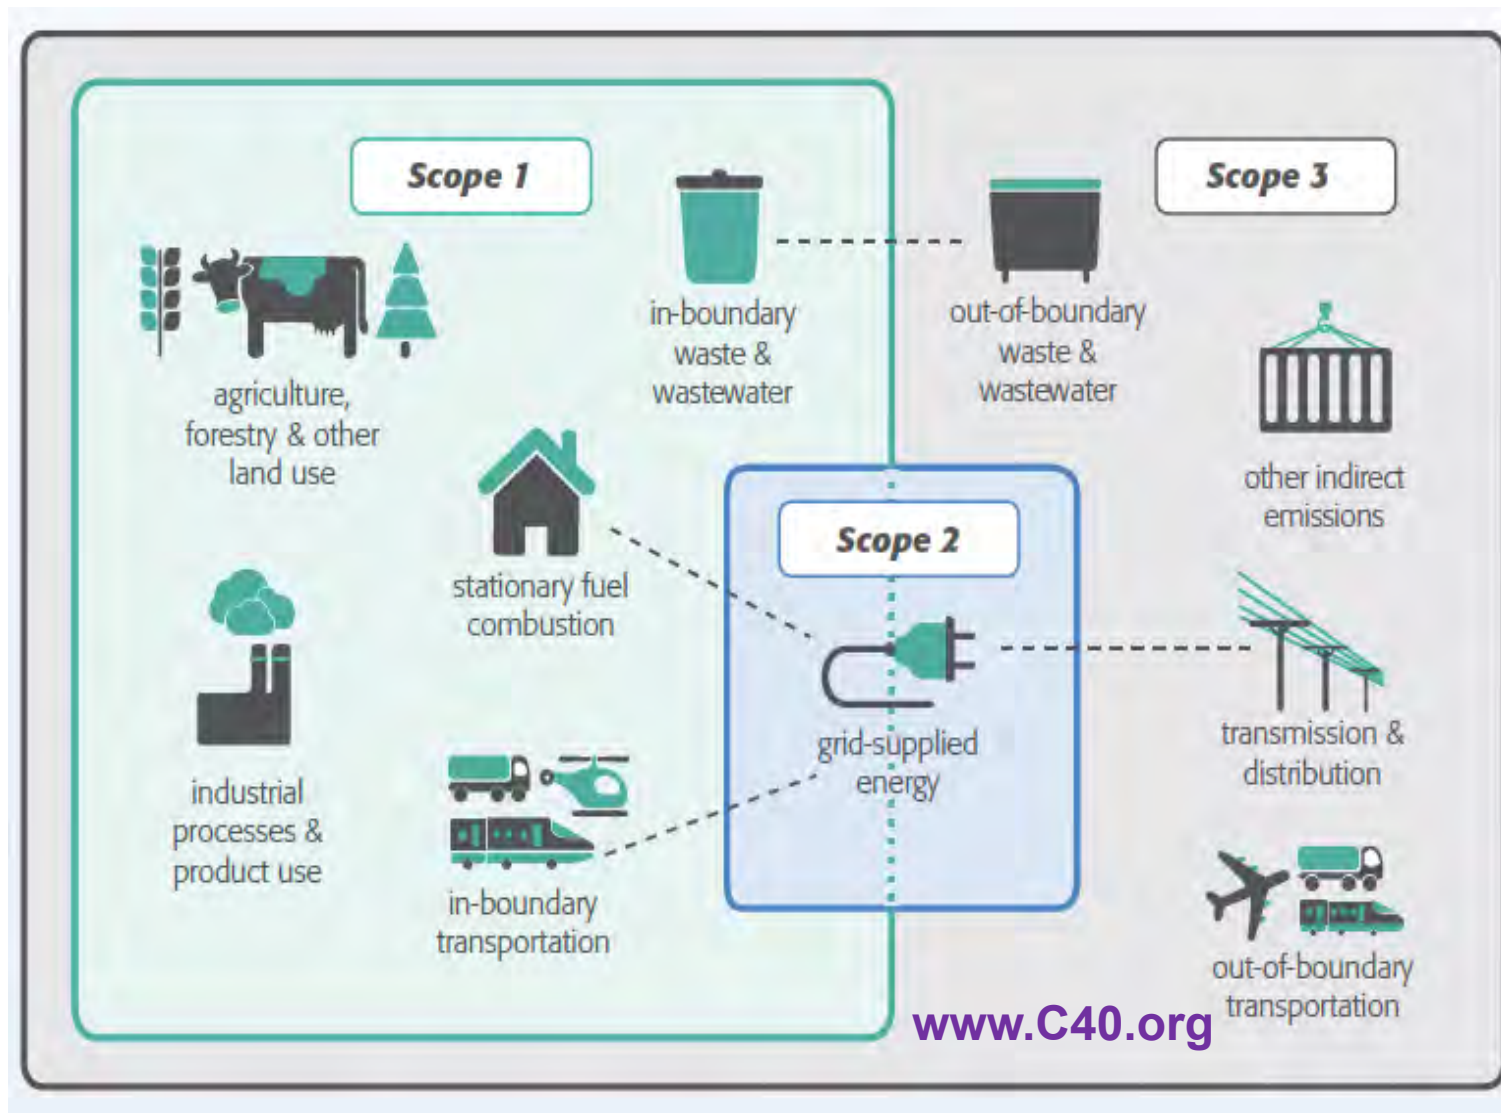 Scope 1
Scope 3
in-boundary
waste &
wastewater
out-of-boundary
waste &
wastewater
agriculture,
forestry & other
land use
other indirect
emissions
Scope 2
stationary fuel
combustion
grid-supplied
energy
transmission &
distribution
industrial
processes &
product use
in-boundary
transportation
out-of-boundary
transportation
www.C40.org